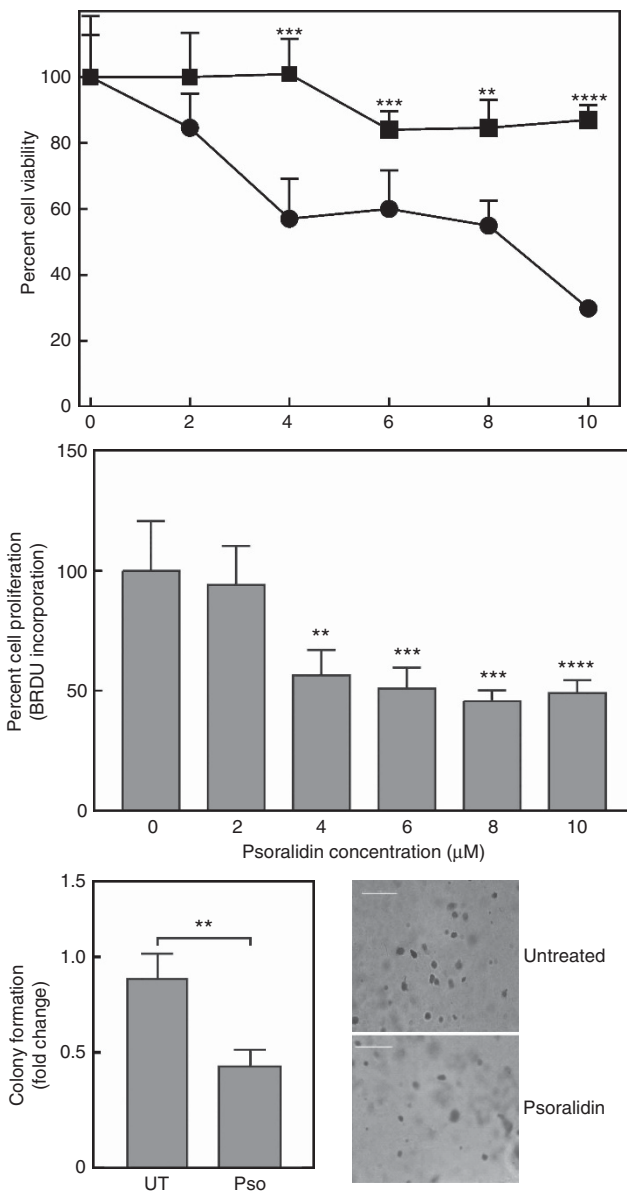 ***
100
***
**
****
80
60
40
20
0
Percent cell viability
0 2 4 6 8 10
150
100
50
0
Percent cell proliferation
(BRDU incorporation)
**
***
***
****
0 2 4 6 8 10
Psoralidin concentration (μM)
1.5
1.0
0.5
0
Colony formation
(fold change)
**
UT Pso
Untreated
Psoralidin